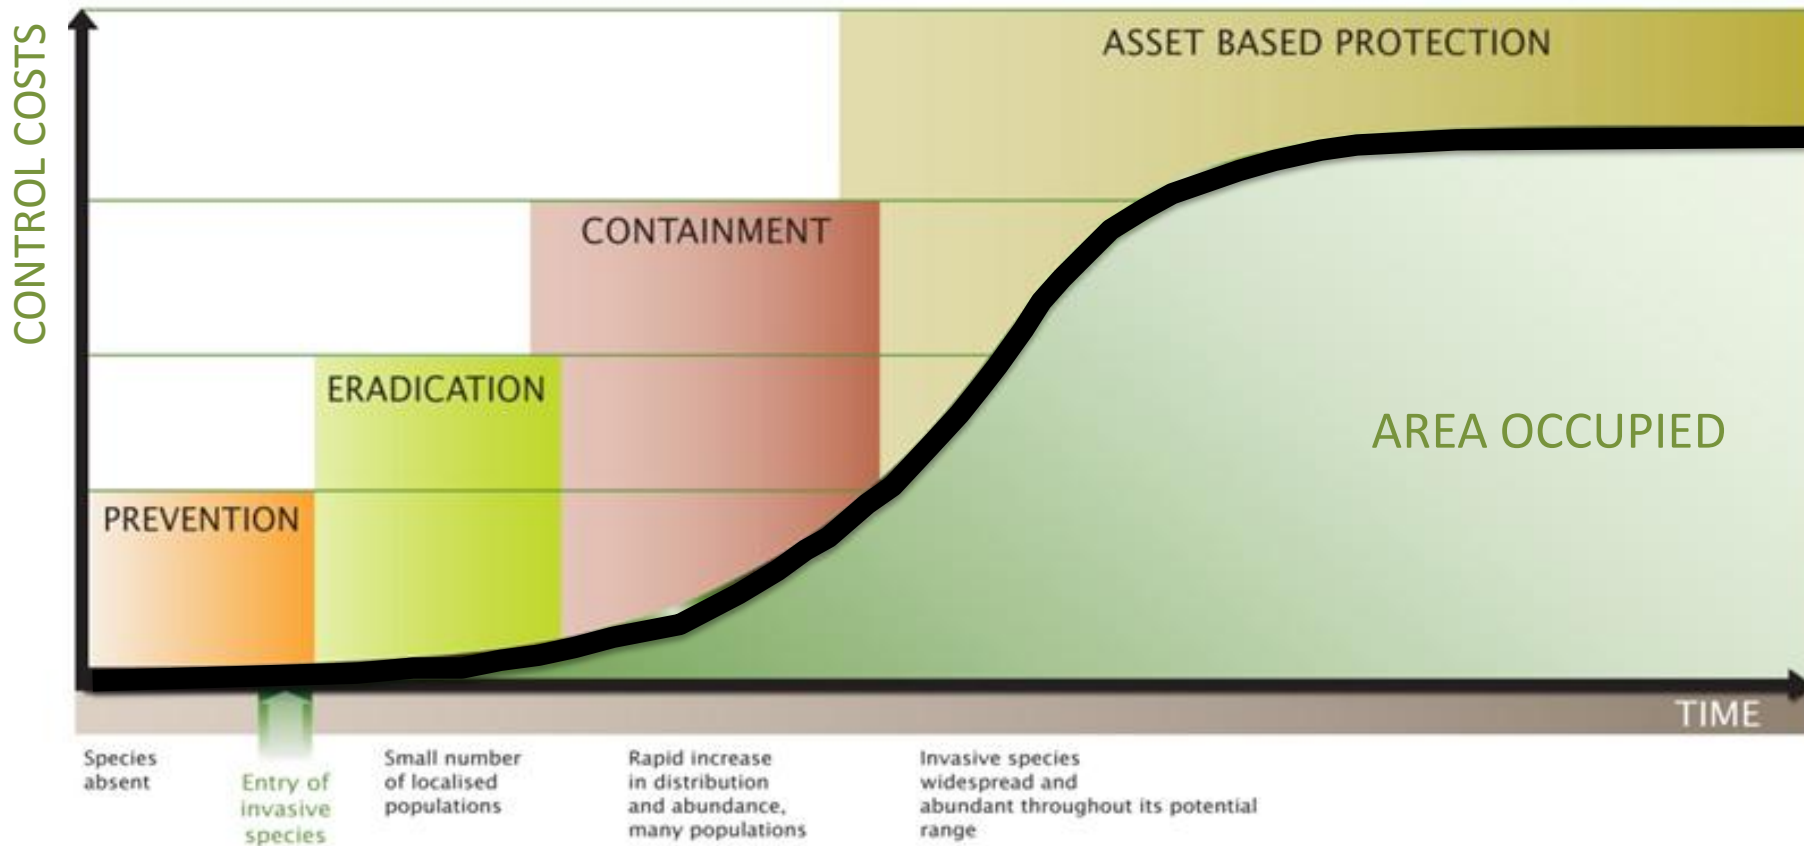 CONTROL COSTS
ASSET BASED PROTECTION
CONTAINMENT
ERADICATION
PREVENTION
AREA OCCUPIED
TIME
Species
absent
Entry of
invasive
species
Small number
of localised
populations
Rapid increase
in distribution
and abundance,
many populations
Invasive species
widespread and
abundant throughout its potential
range